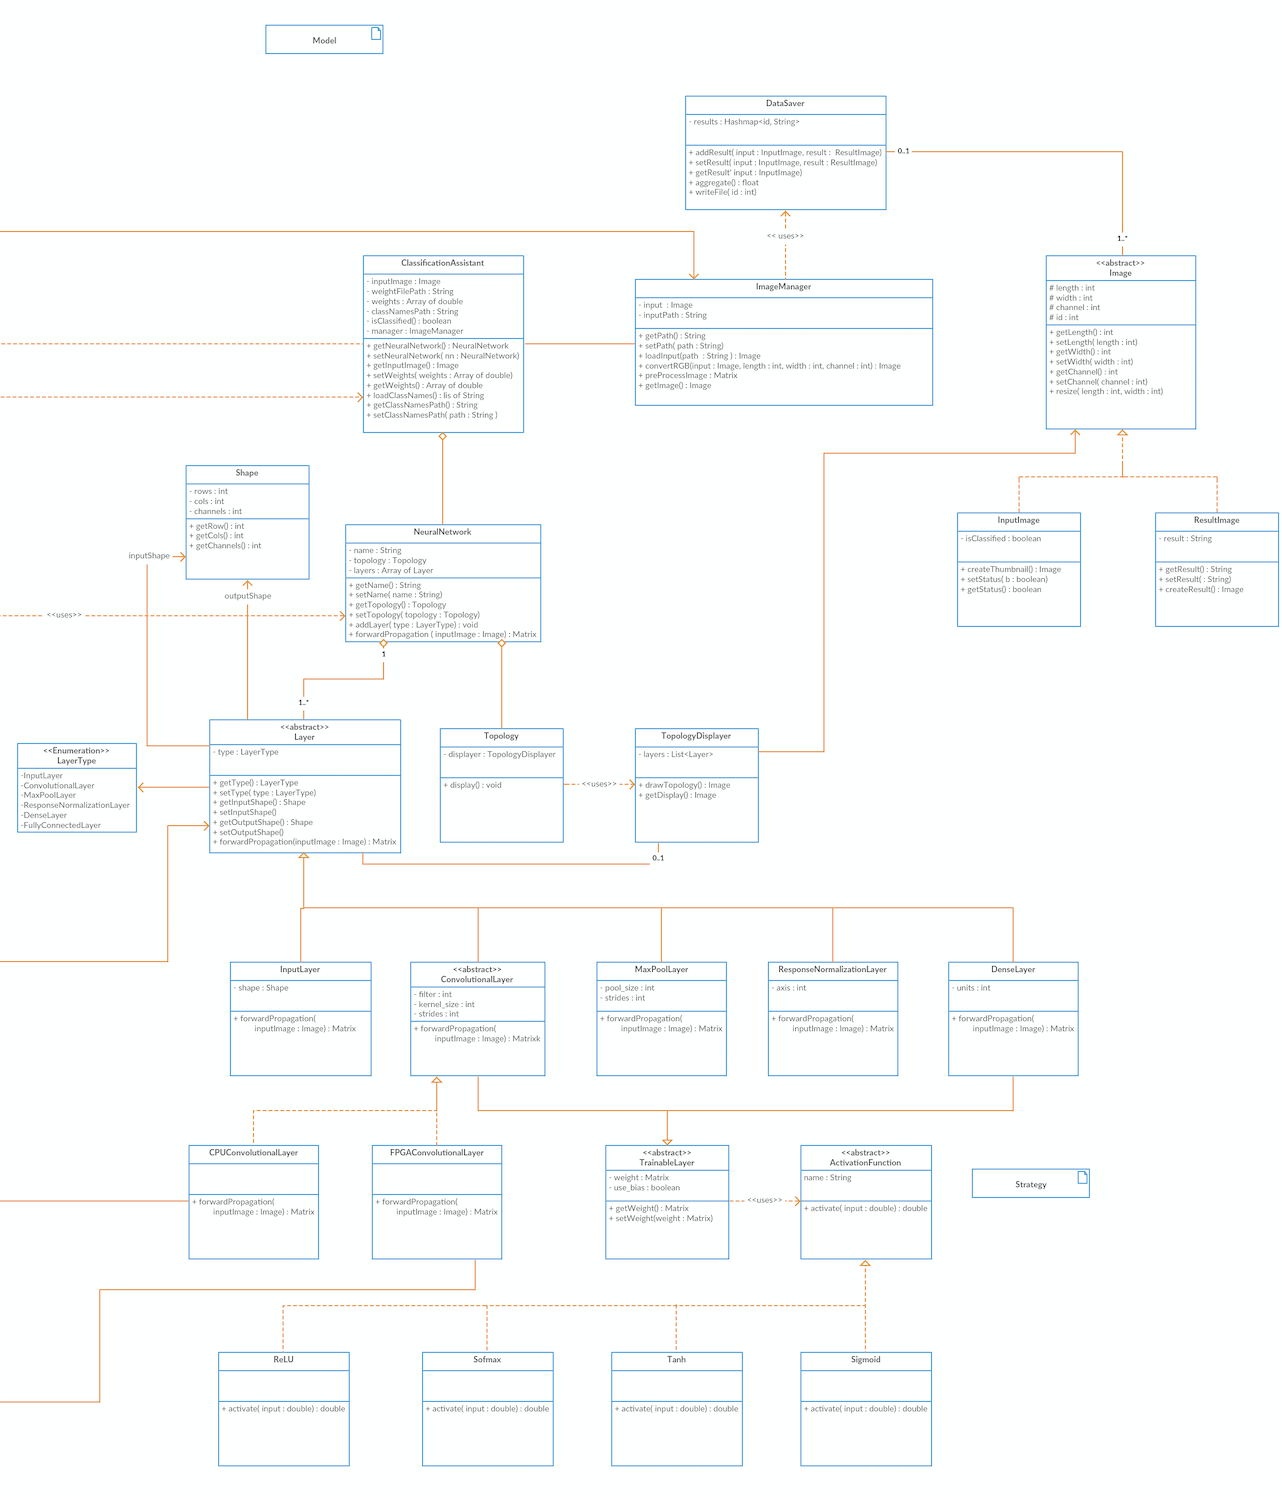 Model
DataSaver
- results : Hashmap<id, String>
+ addResult( input : InputImage, result :  ResultImage)
+ setResult( input : InputImage, result : ResultImage)
+ getResult' input : InputImage)
+ aggregate() : float
+ writeFile( id : int)
0..1
<< uses>>
1..*
ClassificationAssistant
- inputImage : Image
- weightFilePath : String
- weights : Array of double
- classNamesPath : String
- isClassified() : boolean
- manager : ImageManager
+ getNeuralNetwork() : NeuralNetwork
+ setNeuralNetwork( nn : NeuralNetwork)
+ getInputImage() : Image
+ setWeights( weights : Array of double)
+ getWeights() : Array of double
+ loadClassNames() : lis of String
+ getClassNamesPath() : String
+ setClassNamesPath( path : String )
ImageManager
- input  : Image
- inputPath : String
+ getPath() : String
+ setPath( path : String)
+ loadInput(path  : String ) : Image
+ convertRGB(input : Image, length : int, width : int, channel : int) : Image
+ preProcessImage : Matrix
+ getImage() : Image
<<abstract>>
Image
# length : int
# width : int
# channel : int
# id : int
+ getLength() : int
+ setLength( length : int)
+ getWidth() : int
+ setWidth( width : int)
+ getChannel() : int
+ setChannel( channel : int)
+ resize( length : int, width : int)
Shape
- rows : int
- cols : int
- channels : int
+ getRow() : int
+ getCols() : int
+ getChannels() : int
inputShape
outputShape
NeuralNetwork
- name : String
- topology : Topology
- layers : Array of Layer
+ getName() : String
+ setName( name : String)
+ getTopology() : Topology
+ setTopology( topology : Topology)
+ addLayer( type : LayerType) : void
+ forwardPropagation ( inputImage : Image) : Matrix
<<uses>>
InputImage
- isClassified : boolean
+ createThumbnail() : Image
+ setStatus( b : boolean)
+ getStatus() : boolean
ResultImage
- result : String
+ getResult() : String
+ setResult( : String)
+ createResult() : Image
1
1..*
<<Enumeration>>
LayerType
-InputLayer
-ConvolutionalLayer
-MaxPoolLayer
-ResponseNormalizationLayer
-DenseLayer
-FullyConnectedLayer
<<abstract>>
Layer
- type : LayerType
+ getType() : LayerType
+ setType( type : LayerType)
+ getInputShape() : Shape
+ setInputShape()
+ getOutputShape() : Shape
+ setOutputShape()
+ forwardPropagation(inputImage : Image) : Matrix
Topology
- displayer : TopologyDisplayer
+ display() : void
<<uses>>
TopologyDisplayer
- layers : List<Layer>
+ drawTopology() : Image
+ getDisplay() : Image
0..1
InputLayer
- shape : Shape
+ forwardPropagation(
inputImage : Image) : Matrix
<<abstract>>
ConvolutionalLayer
- filter : int
- kernel_size : int
- strides : int
+ forwardPropagation(
inputImage : Image) : Matrixk
MaxPoolLayer
- pool_size : int
- strides : int
+ forwardPropagation(
inputImage : Image) : Matrix
ResponseNormalizationLayer
- axis : int
+ forwardPropagation(
inputImage : Image) : Matrix
DenseLayer
- units : int
+ forwardPropagation(
inputImage : Image) : Matrix
CPUConvolutionalLayer
+ forwardPropagation(
inputImage : Image) : Matrix
FPGAConvolutionalLayer
+ forwardPropagation(
inputImage : Image) : Matrix
<<abstract>>
TrainableLayer
- weight : Matrix
- use_bias : boolean
+ getWeight() : Matrix
+ setWeight(weight : Matrix)
<<uses>>
<<abstract>>
ActivationFunction
name : String
+ activate( input : double) : double
Strategy
ReLU
+ activate( input : double) : double
Sofmax
+ activate( input : double) : double
Tanh
+ activate( input : double) : double
Sigmoid
+ activate( input : double) : double